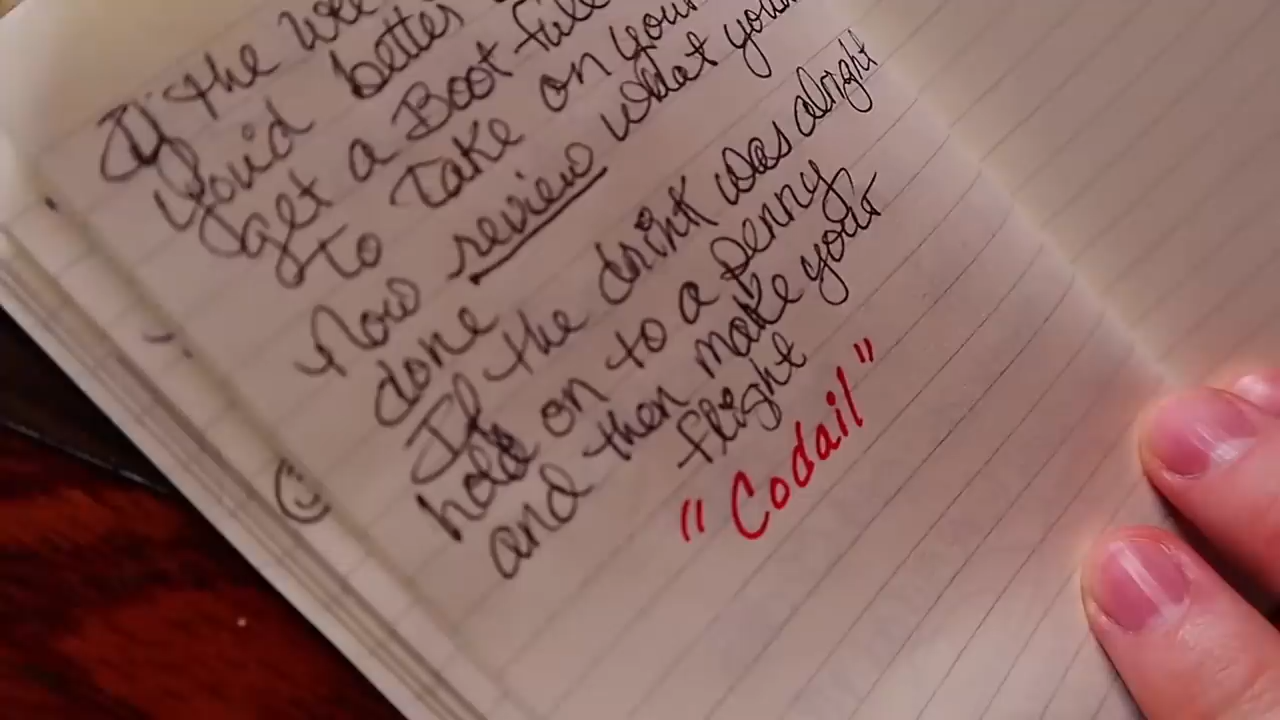 If the
You'd better
get a Boot full
to take on your
Now review what your
done
If the drink was alright
hold on to a penny
and then make your
flight
"Codail"